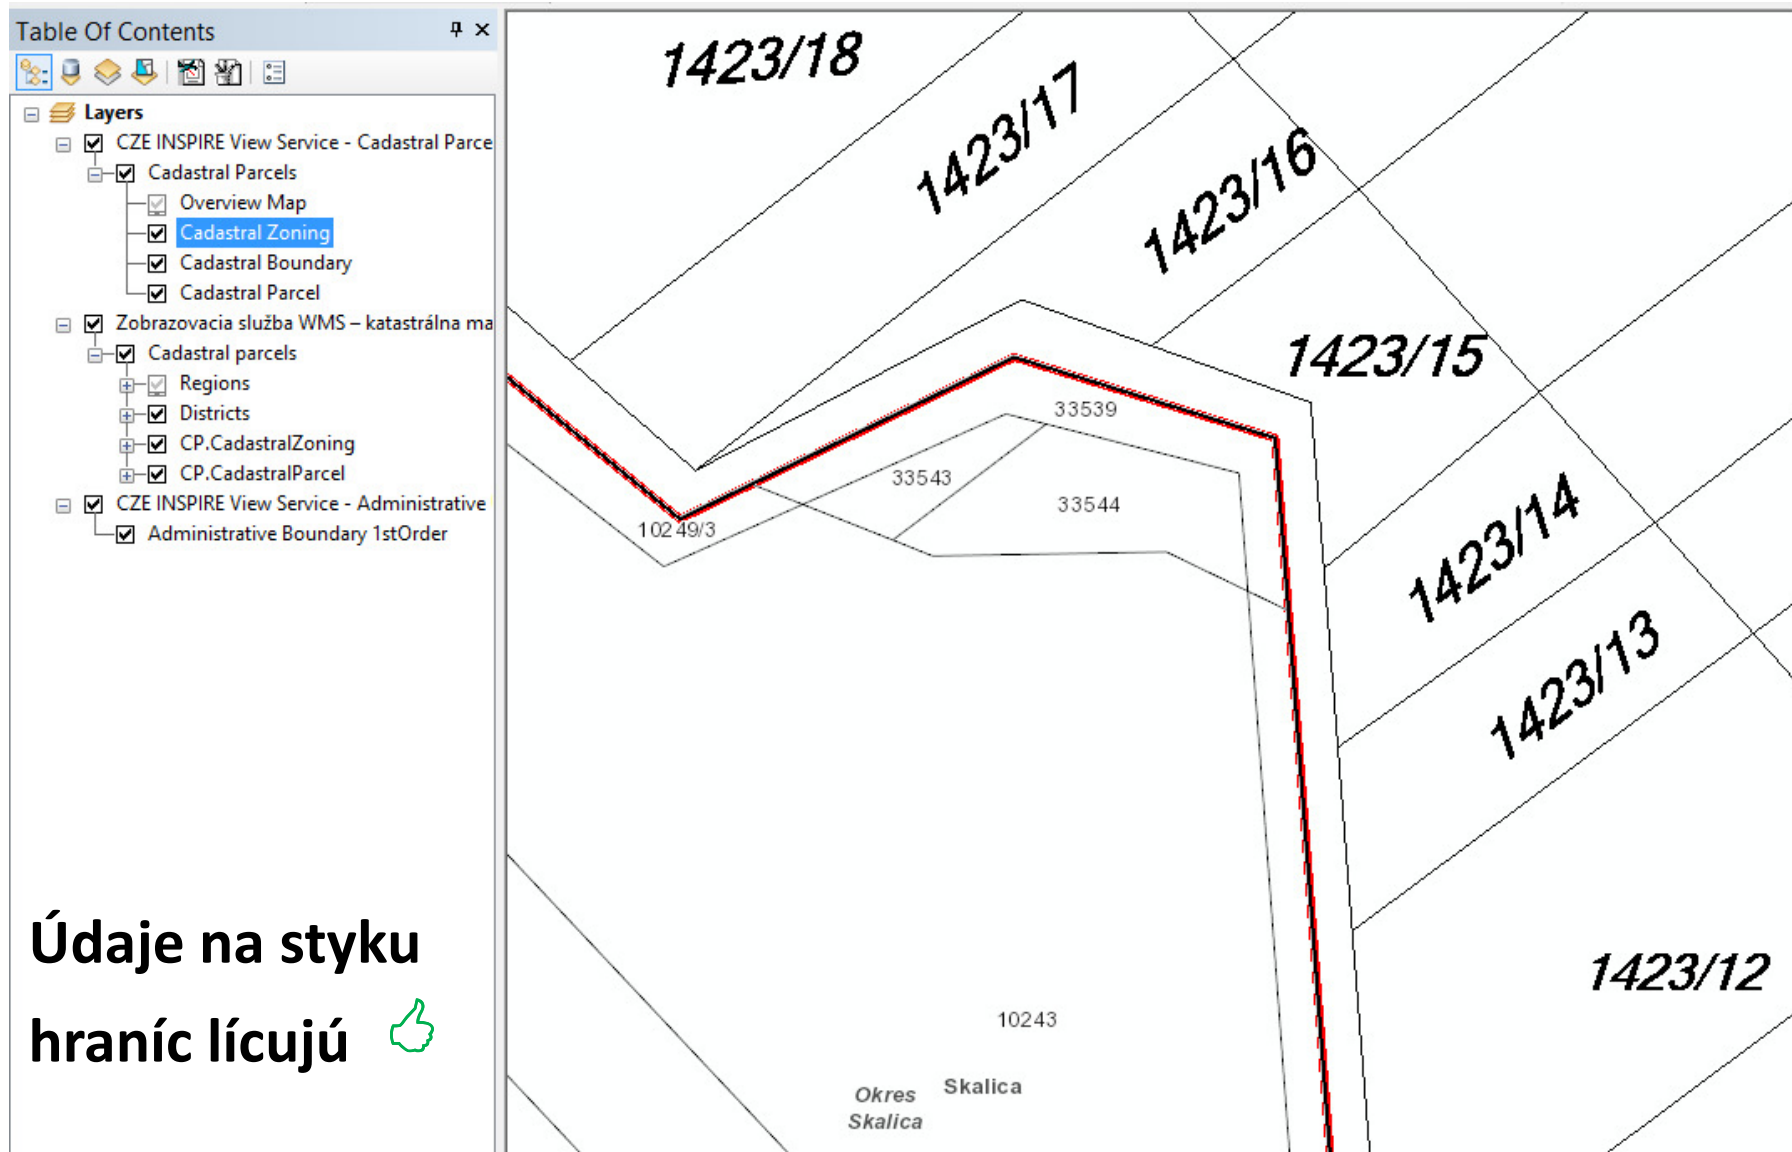 Table Of Contents
Layers
CZE INSPIRE View Service - Cadastral Parce
Cadastral Parcels
Overview Map
Cadastral Zoning
Cadastral Boundary
Cadastral Parcel
Zobrazovacia služba WMS – katastrálna ma
Cadastral parcels
Regions
Districts
CP.CadastralZoning
CP.CadastralParcel
CZE INSPIRE View Service - Administrative
Administrative Boundary 1stOrder
Údaje na styku
hraníc lícujú
1423/18
1423/17
1423/16
1423/15
33539
33543
33544
10249/3
1423/14
1423/13
1423/12
10243
Skalica
Okres
Skalica